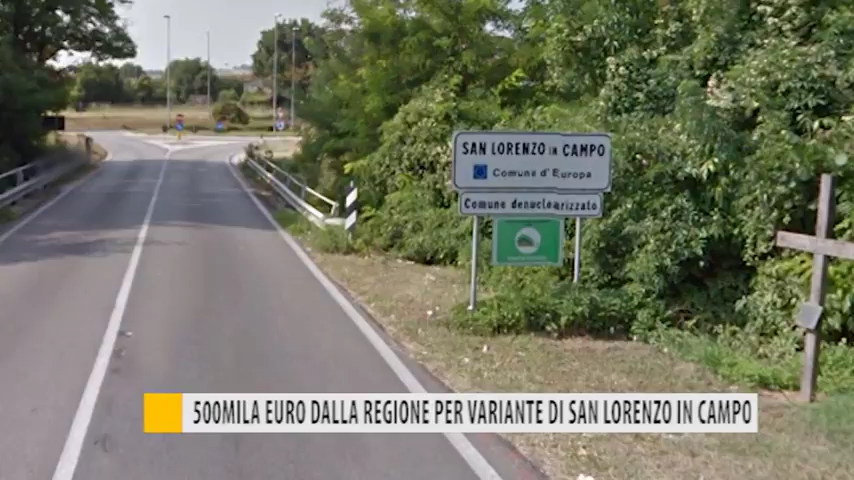 SAN LORENZO IN CAMPO
Comune d'Europa
Comune denuclearizzato
500MILA EURO DALLA REGIONE PER VARIANTE DI SAN LORENZO IN CAMPO